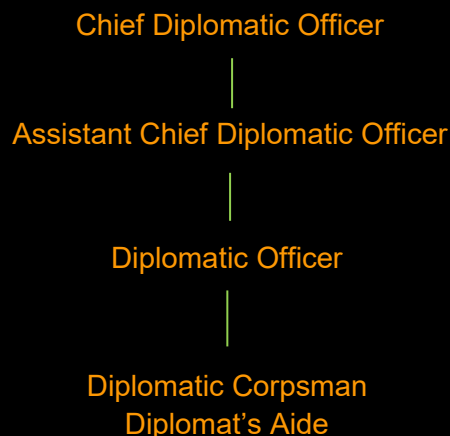 Chief Diplomatic Officer
Assistant Chief Diplomatic Officer
Diplomatic Officer
Diplomatic Corpsman
Diplomat’s Aide